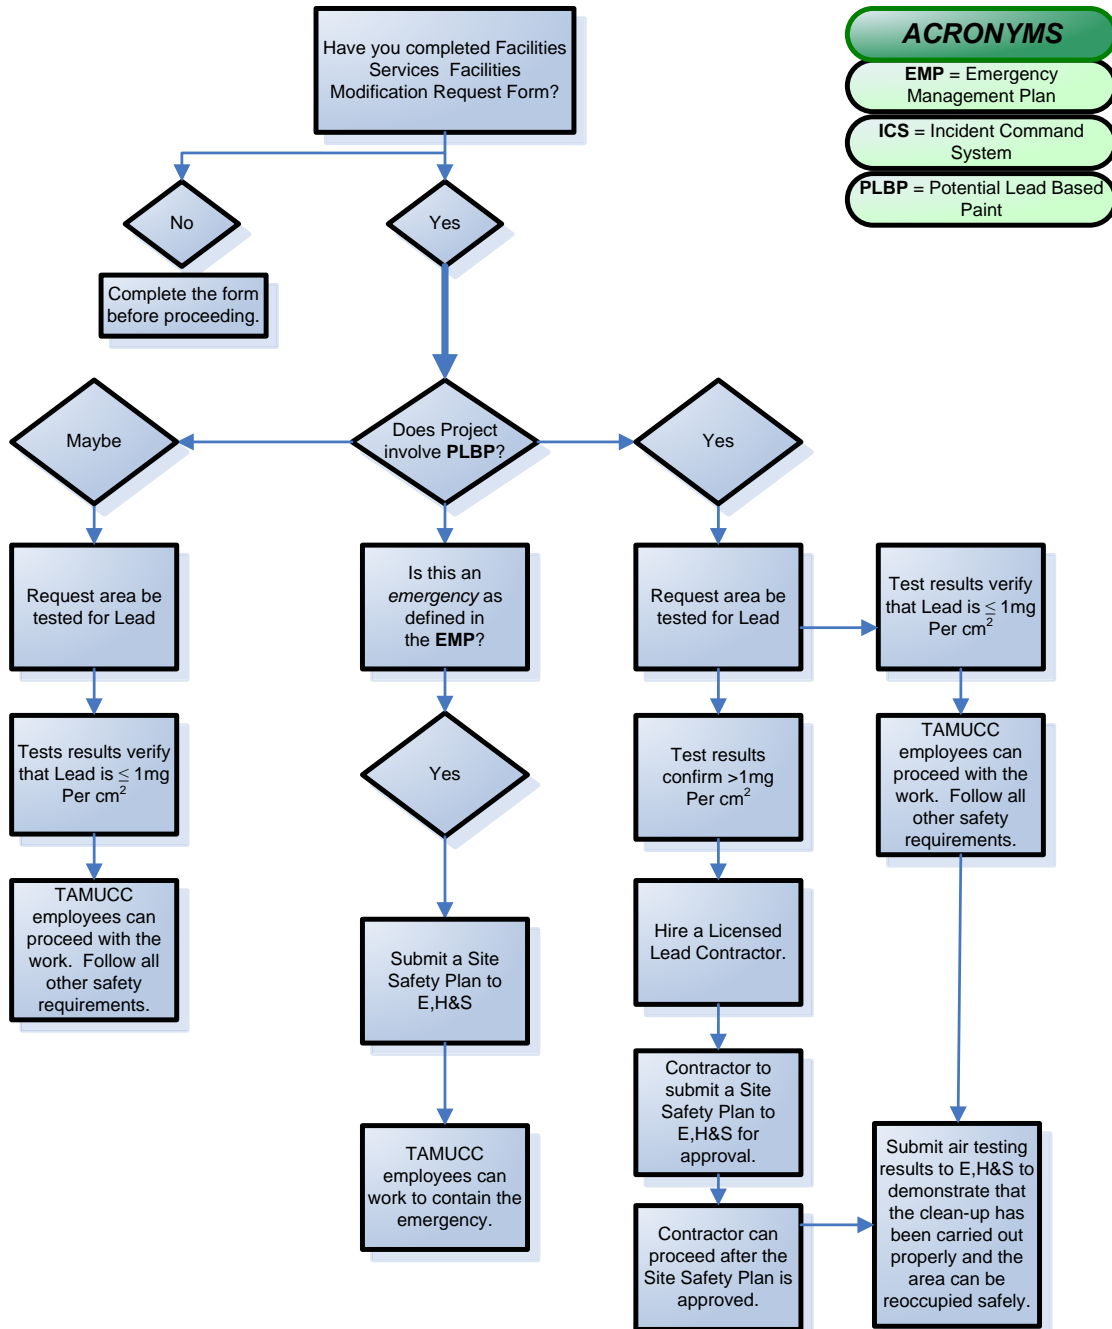 Have you completed Facilities
Services  Facilities
Modification Request Form?
ACRONYMS
EMP = Emergency
Management Plan
ICS = Incident Command
System
PLBP = Potential Lead Based
Paint
No
Yes
Complete the form
before proceeding.
Maybe
Does Project
involve PLBP?
Yes
Request area be
tested for Lead
Is this an
emergency as
defined in
the EMP?
Request area be
tested for Lead
Test results verify
that Lead is ≤ 1mg
Per cm²
Tests results verify
that Lead is ≤ 1mg
Per cm²
Yes
Test results
confirm >1mg
Per cm²
TAMUCC
employees can
proceed with the
work.  Follow all
other safety
requirements.
TAMUCC
employees can
proceed with the
work.  Follow all
other safety
requirements.
Submit a Site
Safety Plan to
E,H&S
Hire a Licensed
Lead Contractor.
Contractor to
submit a Site
Safety Plan to
E,H&S for
approval.
TAMUCC
employees can
work to contain the
emergency.
Contractor can
proceed after the
Site Safety Plan is
approved.
Submit air testing
results to E,H&S to
demonstrate that
the clean-up has
been carried out
properly and the
area can be
reoccupied safely.